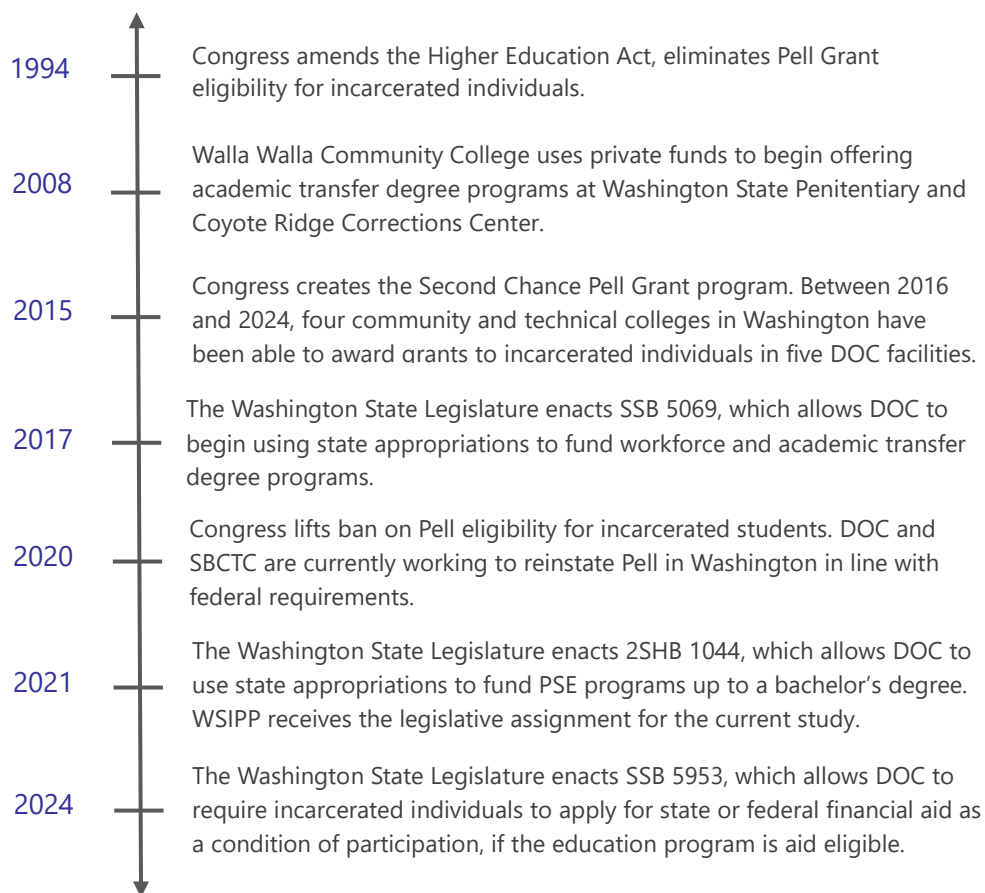 1994
Congress amends the Higher Education Act, eliminates Pell Grant
eligibility for incarcerated individuals.
2008
Walla Walla Community College uses private funds to begin offering
academic transfer degree programs at Washington State Penitentiary and
Coyote Ridge Corrections Center.
2015
Congress creates the Second Chance Pell Grant program. Between 2016
and 2024, four community and technical colleges in Washington have
been able to award grants to incarcerated individuals in five DOC facilities.
2017
The Washington State Legislature enacts SSB 5069, which allows DOC to
begin using state appropriations to fund workforce and academic transfer
degree programs.
2020
Congress lifts ban on Pell eligibility for incarcerated students. DOC and
SBCTC are currently working to reinstate Pell in Washington in line with
federal requirements.
2021
The Washington State Legislature enacts 2SHB 1044, which allows DOC to
use state appropriations to fund PSE programs up to a bachelor’s degree.
WSIPP receives the legislative assignment for the current study.
2024
The Washington State Legislature enacts SSB 5953, which allows DOC to
require incarcerated individuals to apply for state or federal financial aid as
a condition of participation, if the education program is aid eligible.